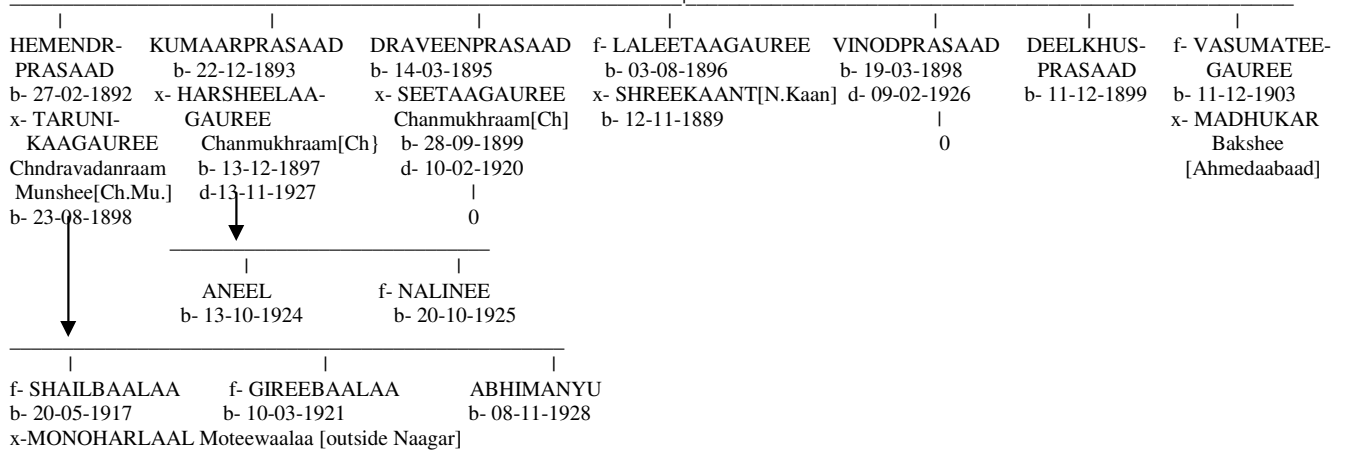 HEMENDR- KUMAARPRASAAD DRAVEENPRASAAD f- LALEETAAGAUREE VINODPRASAAD DEELKHUS- f- VASUMATEE-
PRASAAD b- 22-12-1893 b- 14-03-1895 b- 03-08-1896 b- 19-03-1898 PRASAAD GAUREE
b- 27-02-1892 x- HARSHEELAA- x- SEETAAGAUREE x- SHREEKAANT[N.Kaan] d- 09-02-1926 b- 11-12-1899 b- 11-12-1903
x- TARUNI- GAUREE Chanmukhraam[Ch] b- 12-11-1889 x- MADHUKAR
KAAGAUREE Chanmukhraam[Ch} b- 28-09-1899 0 Bakshee
Chndravadanraam b- 13-12-1897 d- 10-02-1920 [Ahmedaabaad]
Munshee[Ch.Mu.] d-13-11-1927
b- 23-08-1898 0
ANEEL f- NALINEE
b- 13-10-1924 b- 20-10-1925
f- SHAILBAALAA f- GIREEBAALAA ABHIMANYU
b- 20-05-1917 b- 10-03-1921 b- 08-11-1928
x-MONOHARLAAL Moteewaalaa [outside Naagar]